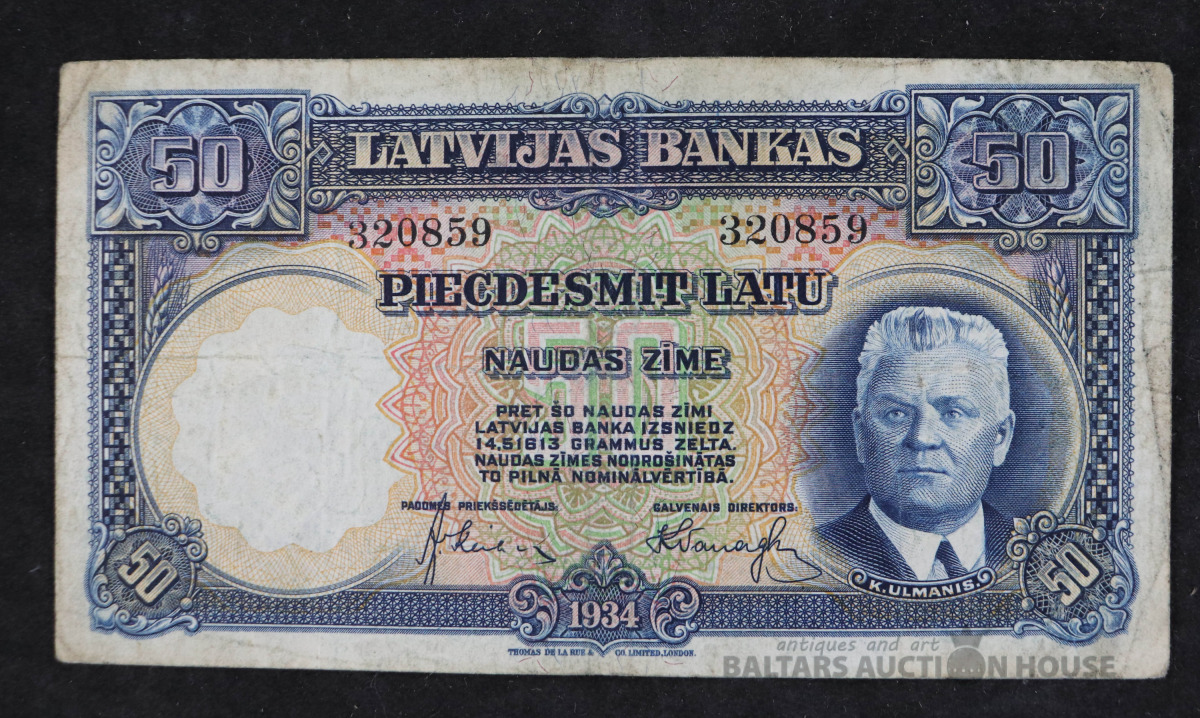 50 LATVIJAS BANKAS 50
320859 320859
PIECDESMIT LATU
50
NAUDAS ZĪME
PRET ŠO NAUDAS ZĪMI
LATVIJAS BANKA IZSNIEDZ
14,51613 GRAMMUS ZELTA.
NAUDAS ZĪMES NODROŠINĀTAS
TO PILNĀ NOMINĀLVĒRTĪBĀ.
PADOMES PRIEKŠSĒDĒTĀJS: GALVENAIS DIREKTORS:
50 K. ULMANIS. 50
1934
THOMAS DE LA RUE & CO. LIMITED, LONDON.
antiques and art
BALTARS AUCTION HOUSE